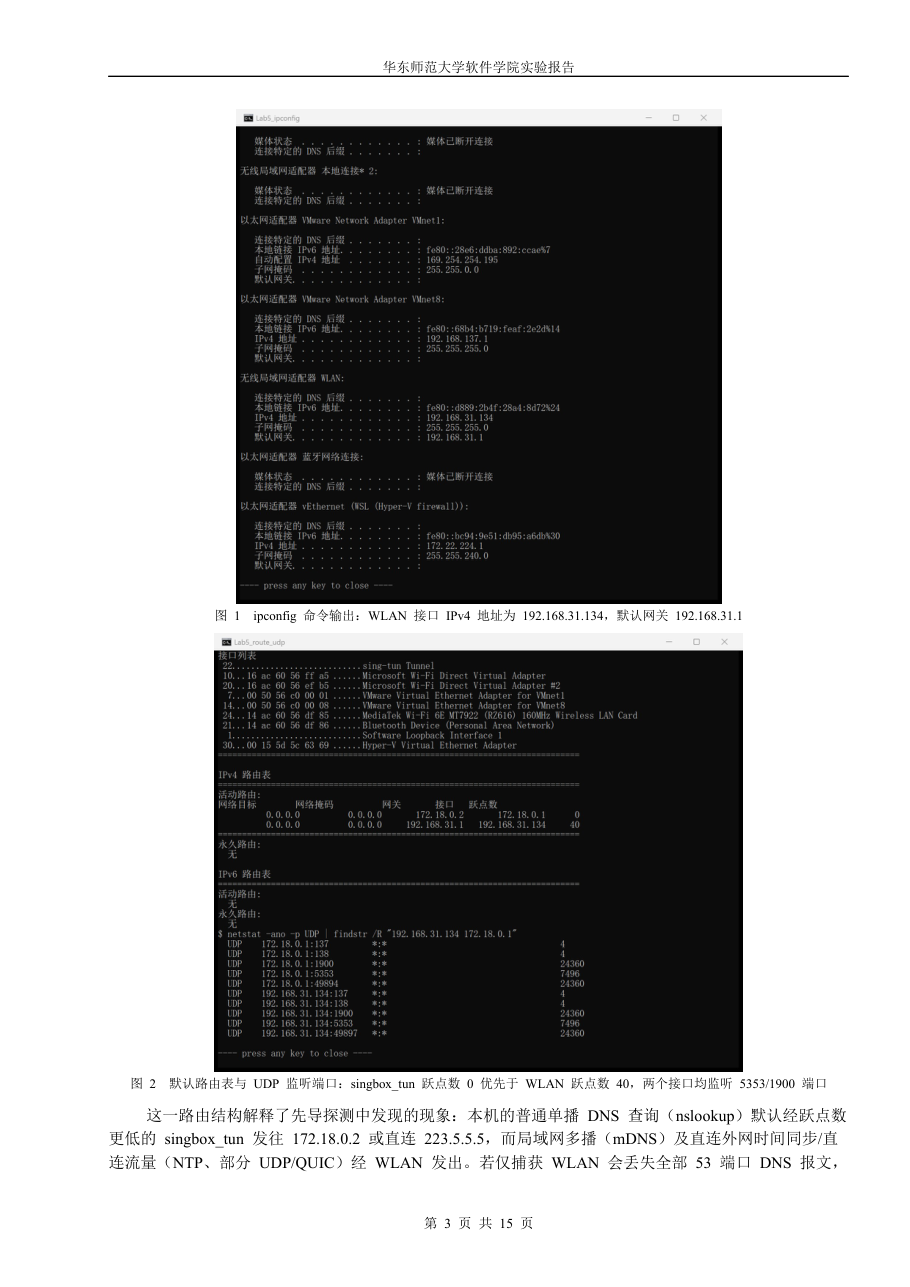 华东师范大学软件学院实验报告
Lab5_ipconfig
媒体状态 . . . . . . . . . . . . : 媒体已断开连接
连接特定的 DNS 后缀 . . . . . . . :
无线局域网适配器 本地连接* 2:
媒体状态 . . . . . . . . . . . . : 媒体已断开连接
连接特定的 DNS 后缀 . . . . . . . :
以太网适配器 VMware Network Adapter VMnet1:
连接特定的 DNS 后缀 . . . . . . . :
本地链接 IPv6 地址. . . . . . . . : fe80::28e6:ddba:892:ccae%7
自动配置 IPv4 地址 . . . . . . . : 169.254.254.195
子网掩码 . . . . . . . . . . . . : 255.255.0.0
默认网关. . . . . . . . . . . . . :
以太网适配器 VMware Network Adapter VMnet8:
连接特定的 DNS 后缀 . . . . . . . :
本地链接 IPv6 地址. . . . . . . . : fe80::68b4:b719:feaf:2e2d%14
IPv4 地址 . . . . . . . . . . . . : 192.168.137.1
子网掩码 . . . . . . . . . . . . : 255.255.255.0
默认网关. . . . . . . . . . . . . :
无线局域网适配器 WLAN:
连接特定的 DNS 后缀 . . . . . . . :
本地链接 IPv6 地址. . . . . . . . : fe80::d889:2b4f:28a4:8d72%24
IPv4 地址 . . . . . . . . . . . . : 192.168.31.134
子网掩码 . . . . . . . . . . . . : 255.255.255.0
默认网关. . . . . . . . . . . . . : 192.168.31.1
以太网适配器 蓝牙网络连接:
媒体状态 . . . . . . . . . . . . : 媒体已断开连接
连接特定的 DNS 后缀 . . . . . . . :
以太网适配器 vEthernet (WSL (Hyper-V firewall)):
连接特定的 DNS 后缀 . . . . . . . :
本地链接 IPv6 地址. . . . . . . . : fe80::bc94:9e51:db95:a6db%30
IPv4 地址 . . . . . . . . . . . . : 172.22.224.1
子网掩码 . . . . . . . . . . . . : 255.255.240.0
默认网关. . . . . . . . . . . . . :
---- press any key to close ----
图 1 ipconfig 命令输出：WLAN 接口 IPv4 地址为 192.168.31.134，默认网关 192.168.31.1
Lab5_route_udp
接口列表
22...........................sing-tun Tunnel
10...16 ac 60 56 ff a5 ......Microsoft Wi-Fi Direct Virtual Adapter
20...16 ac 60 56 ef b5 ......Microsoft Wi-Fi Direct Virtual Adapter #2
7...00 50 56 c0 00 01 ......VMware Virtual Ethernet Adapter for VMnet1
14...00 50 56 c0 00 08 ......VMware Virtual Ethernet Adapter for VMnet8
24...14 ac 60 56 df 85 ......MediaTek Wi-Fi 6E MT7922 (RZ616) 160MHz Wireless LAN Card
21...14 ac 60 56 df 86 ......Bluetooth Device (Personal Area Network)
1...........................Software Loopback Interface 1
30...00 15 5d 5c 63 69 ......Hyper-V Virtual Ethernet Adapter
===========================================================================
IPv4 路由表
===========================================================================
活动路由:
网络目标 网络掩码 网关 接口 跃点数
0.0.0.0 0.0.0.0 172.18.0.2 172.18.0.1 0
0.0.0.0 0.0.0.0 192.168.31.1 192.168.31.134 40
===========================================================================
永久路由:
无
IPv6 路由表
===========================================================================
活动路由:
无
永久路由:
无
$ netstat -ano -p UDP | findstr /R "192.168.31.134 172.18.0.1"
UDP 172.18.0.1:137 *:* 4
UDP 172.18.0.1:138 *:* 4
UDP 172.18.0.1:1900 *:* 24360
UDP 172.18.0.1:5353 *:* 7496
UDP 172.18.0.1:49894 *:* 24360
UDP 192.168.31.134:137 *:* 4
UDP 192.168.31.134:138 *:* 4
UDP 192.168.31.134:1900 *:* 24360
UDP 192.168.31.134:5353 *:* 7496
UDP 192.168.31.134:49897 *:* 24360
---- press any key to close ----
图 2 默认路由表与 UDP 监听端口：singbox_tun 跃点数 0 优先于 WLAN 跃点数 40，两个接口均监听 5353/1900 端口
这一路由结构解释了先导探测中发现的现象：本机的普通单播 DNS 查询（nslookup）默认经跃点数
更低的 singbox_tun 发往 172.18.0.2 或直连 223.5.5.5，而局域网多播（mDNS）及直连外网时间同步/直
连流量（NTP、部分 UDP/QUIC）经 WLAN 发出。若仅捕获 WLAN 会丢失全部 53 端口 DNS 报文，
第 3 页 共 15 页